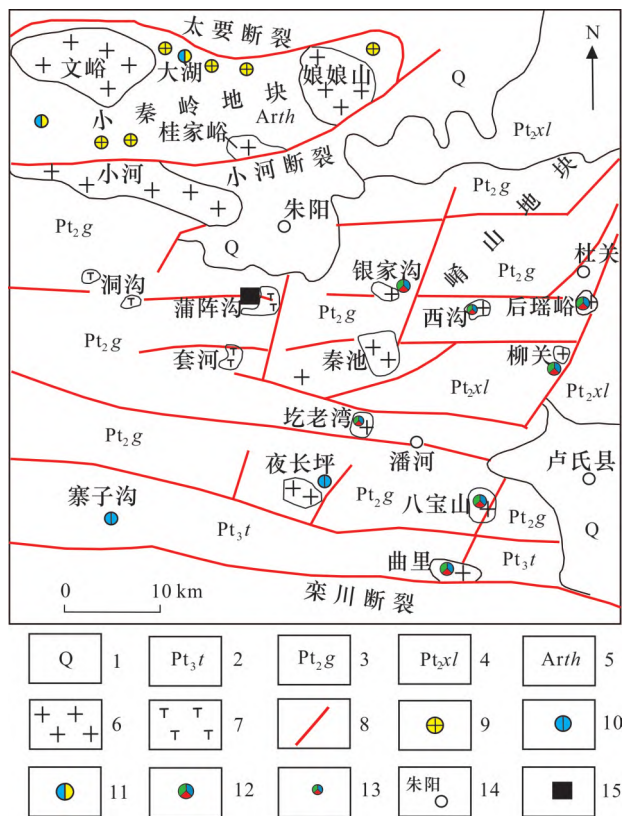 太要断裂
N
文峪
大湖
娘娘山
Q
小秦岭地块
Arth
桂家峪
Pt₂xl
小河断裂
小河
朱阳
Pt₂g
崤山地块
Pt₂g
Q
杜关
Pt₂g
洞沟
银家沟
蒲阵沟
Pt₂g
西沟
后瑶峪
Pt₂g
套河
秦池
柳关
Pt₂xl
Pt₂xl
圪老湾
Pt₂g
潘河
卢氏县
夜长坪
寨子沟
Pt₂g
八宝山
Pt₂g
Pt₃t
Q
曲里
Pt₃t
0 10 km
栾川断裂
Q 1 Pt₃t 2 Pt₂g 3 Pt₂xl 4 Arth 5
6 7 8 9 10
11 12 13 朱阳 14 15